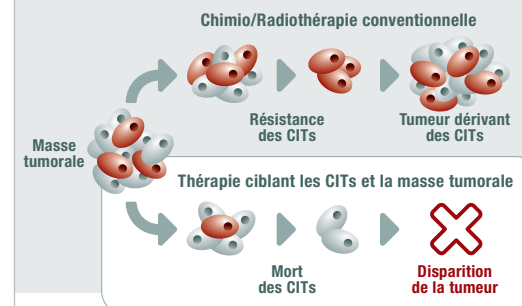 Chimio/Radiothérapie conventionnelle
Résistance
des CITs
Tumeur dérivant
des CITs
Masse
tumorale
Thérapie ciblant les CITs et la masse tumorale
Mort
des CITs
Disparition
de la tumeur